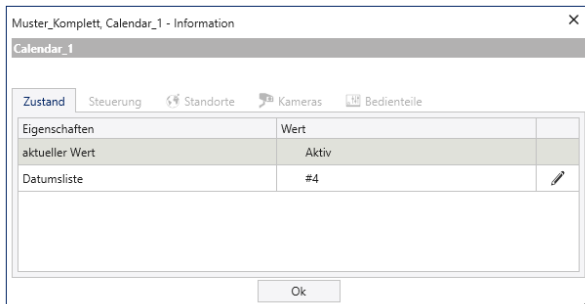 Muster_Komplett, Calendar_1 - Information
Calendar_1
Zustand Steuerung Standorte Kameras Bedienteile
Eigenschaften Wert
aktueller Wert Aktiv
Datumsliste #4
Ok